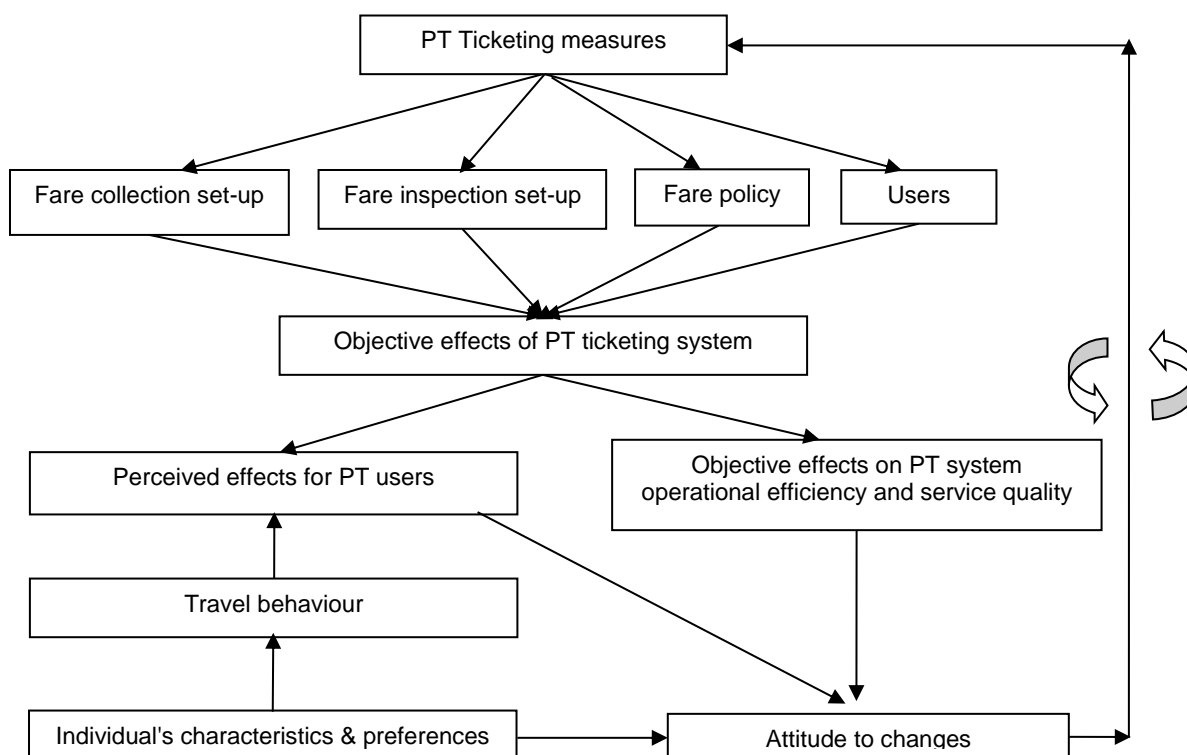 PT Ticketing measures
Fare collection set-up
Fare inspection set-up
Fare policy
Users
Objective effects of PT ticketing system
Perceived effects for PT users
Objective effects on PT system
operational efficiency and service quality
Travel behaviour
Individual's characteristics & preferences
Attitude to changes